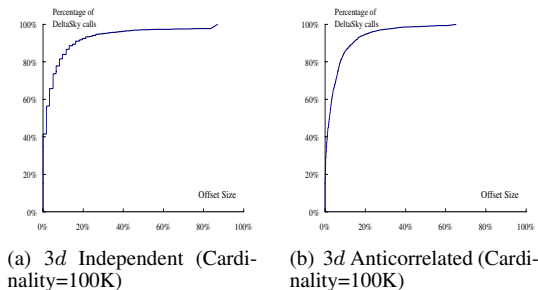 Percentage of
DeltaSky calls
100%
80%
60%
40%
20%
0%
0%
20%
40%
60%
80%
100%
Offset Size
(a) 3d Independent (Cardi-
nality=100K)
Percentage of
DeltaSky calls
100%
80%
60%
40%
20%
0%
0%
20%
40%
60%
80%
100%
Offset Size
(b) 3d Anticorrelated (Cardi-
nality=100K)